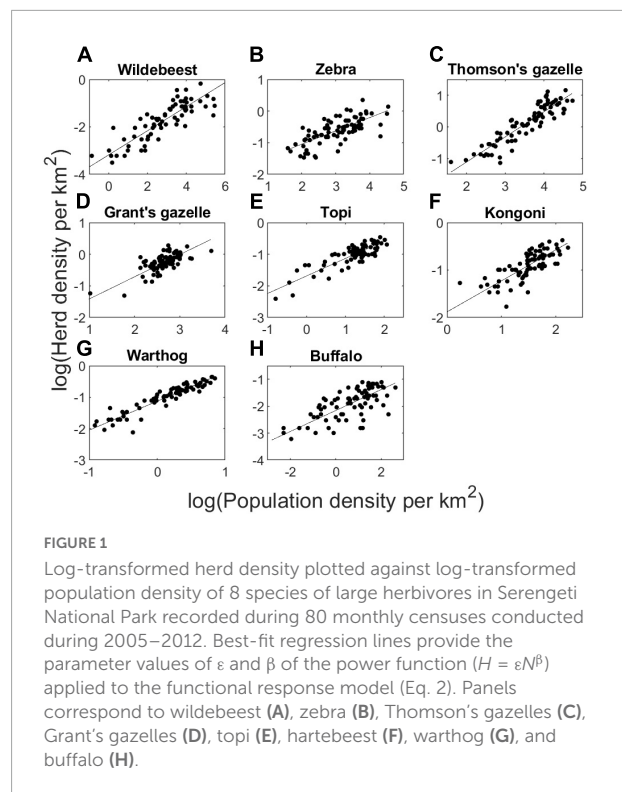 A
B
C
Wildebeest
Zebra
Thomson's gazelle
0
-2
-4
0
2
4
6
1
0
-1
-2
1
2
3
4
5
1
0
-1
2
3
4
5
D
E
F
Grant's gazelle
Topi
Kongoni
1
0
-1
-2
1
2
3
4
0
-1
-2
-3
-1
0
1
2
0
-1
-2
0
1
2
G
H
Warthog
Buffalo
0
-1
-2
-3
-1
0
1
-1
-2
-3
-4
-2
0
2
log(Herd density per km²)
log(Population density per km²)
FIGURE 1
Log-transformed herd density plotted against log-transformed
population density of 8 species of large herbivores in Serengeti
National Park recorded during 80 monthly censuses conducted
during 2005–2012. Best-fit regression lines provide the
parameter values of ε and β of the power function (H = εNᵝ)
applied to the functional response model (Eq. 2). Panels
correspond to wildebeest (A), zebra (B), Thomson's gazelles (C),
Grant's gazelles (D), topi (E), hartebeest (F), warthog (G), and
buffalo (H).